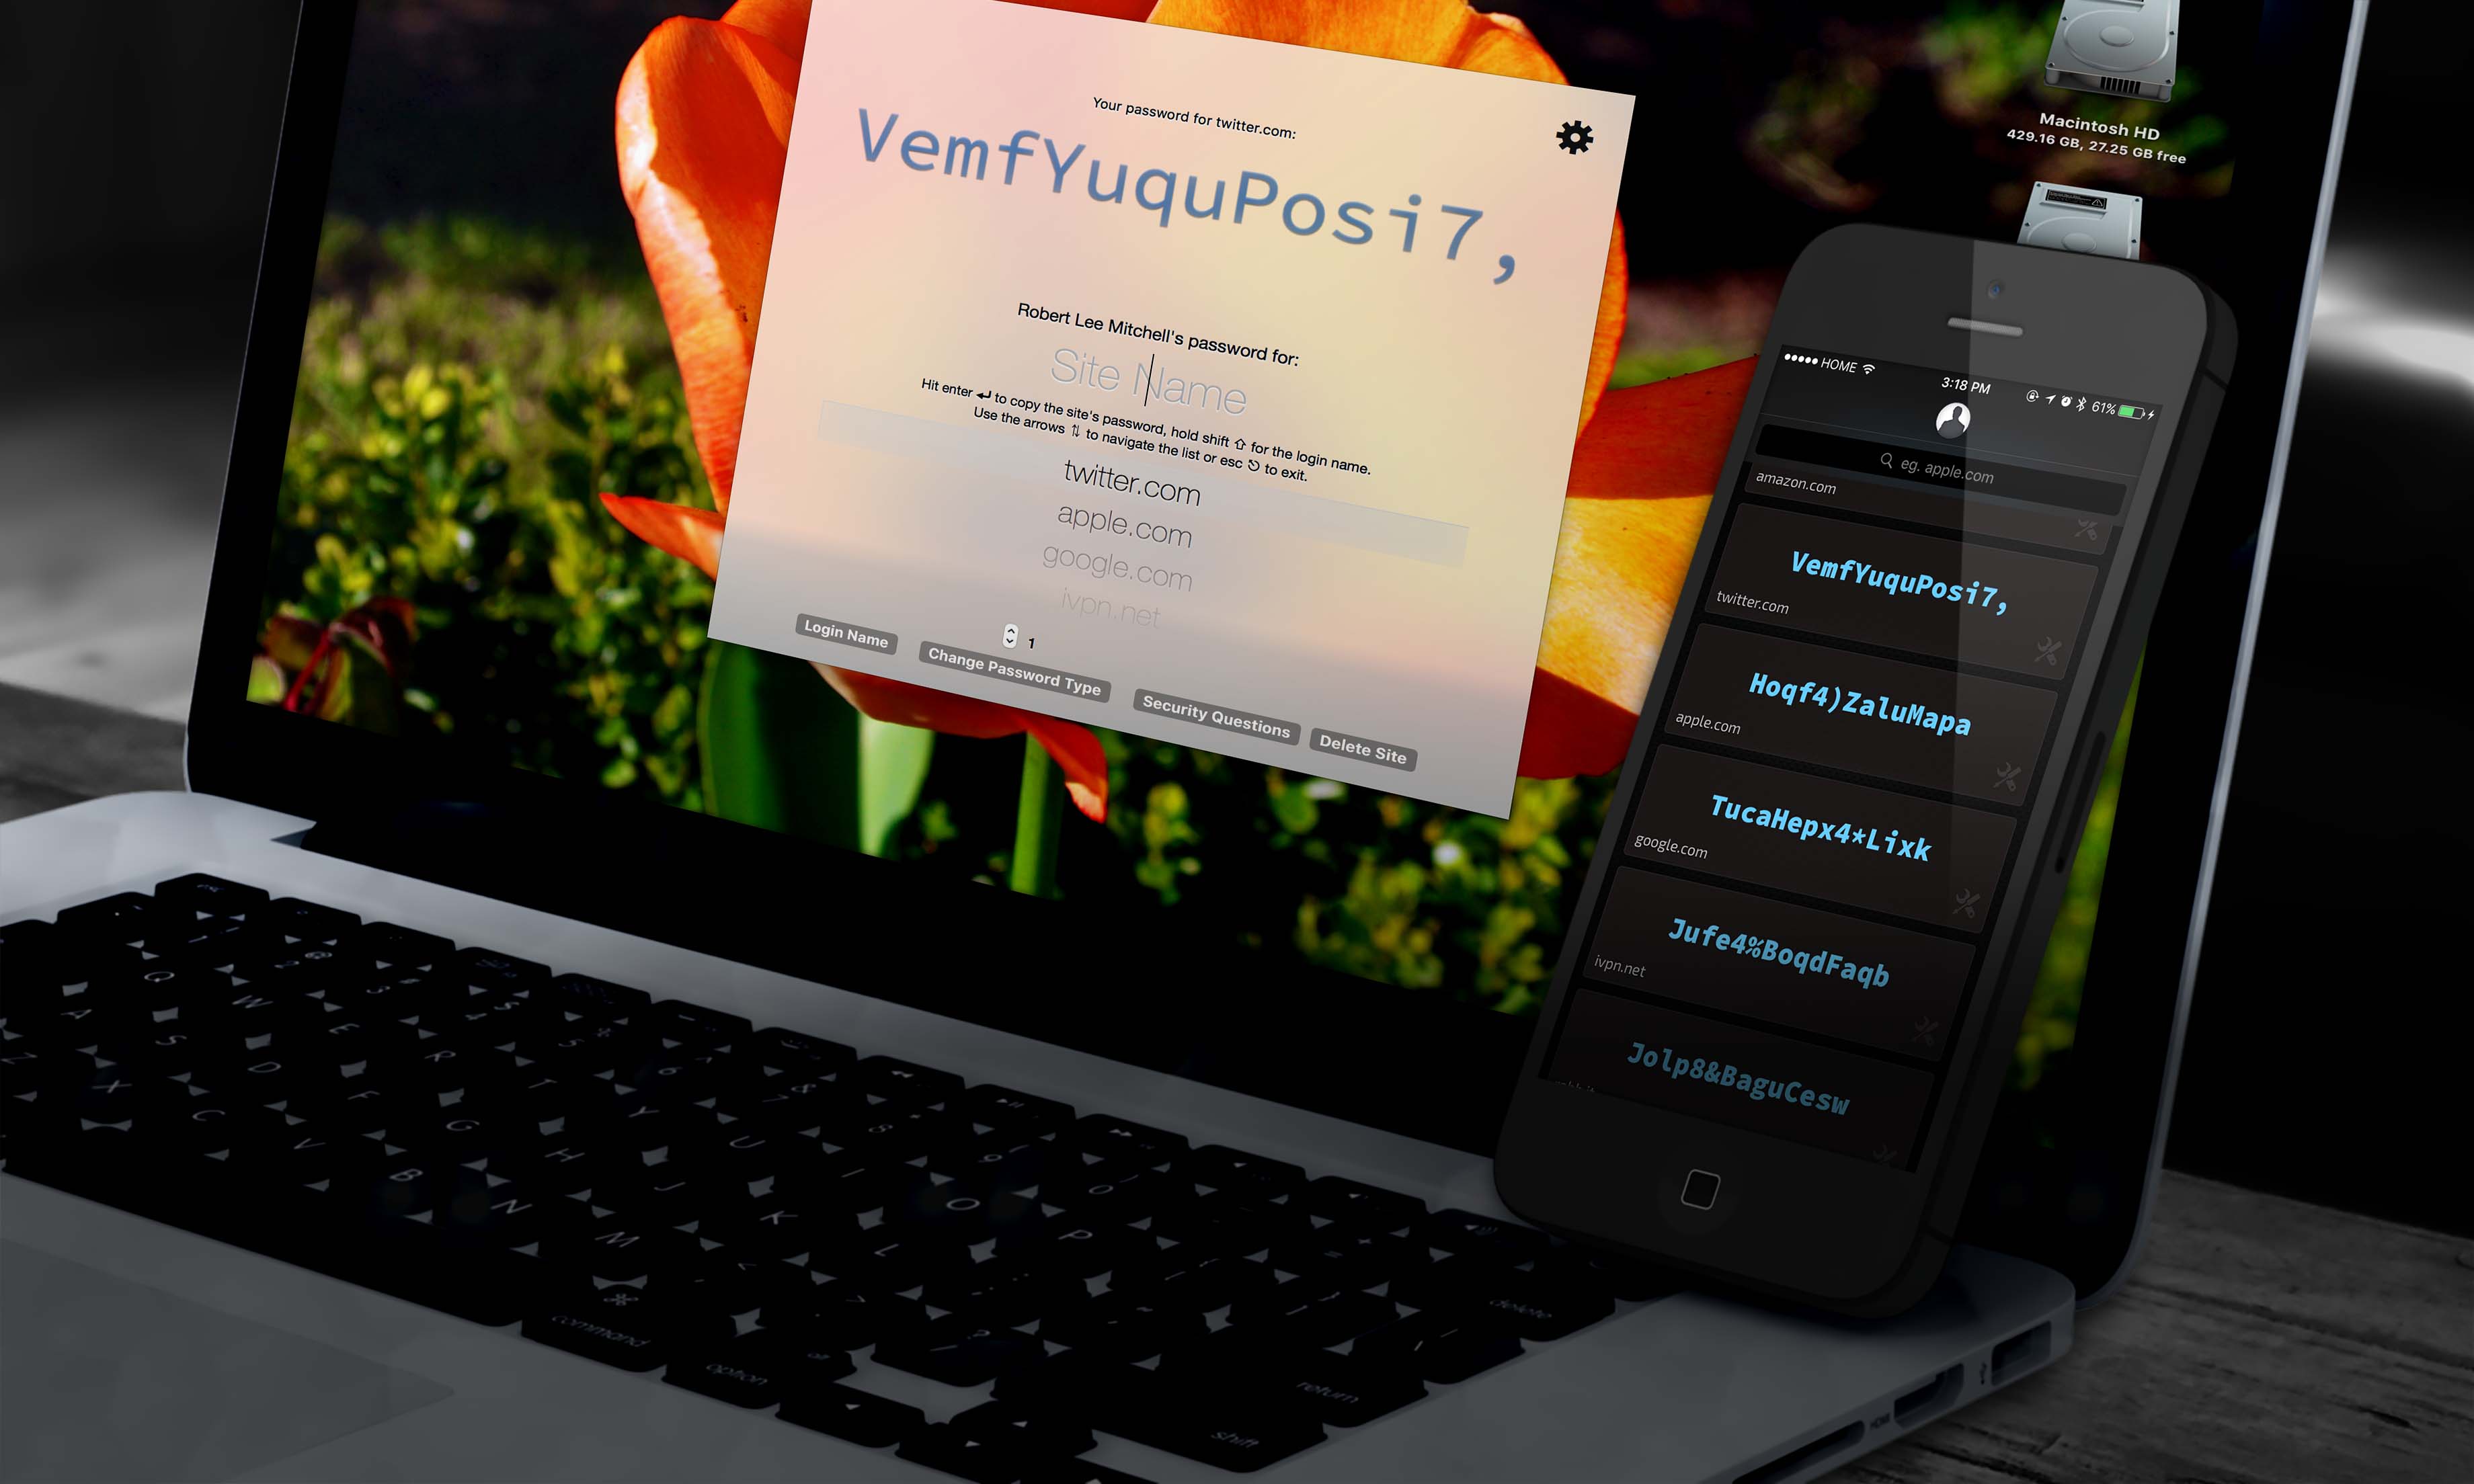 Your password for twitter.com:
VemfYuquPosi7,
Robert Lee Mitchell's password for:
Site Name
Hit enter ↵ to copy the site's password, hold shift ⇧ for the login name.
Use the arrows ⇅ to navigate the list or esc ⎋ to exit.
twitter.com
apple.com
google.com
ivpn.net
1
Login Name
Change Password Type
Security Questions
Delete Site
Macintosh HD
429.16 GB, 27.25 GB free
HOME
3:18 PM
61%
eg. apple.com
amazon.com
VemfYuquPosi7,
twitter.com
Hoqf4)ZaluMapa
apple.com
TucaHepx4*Lixk
google.com
Jufe4%BoqdFaqb
ivpn.net
Jolp8&BaguCesw
esc
Q W E R T Y U I O P
A S D F G H J K L
Z X C V B N M
delete
return
shift
command
option
HDMI